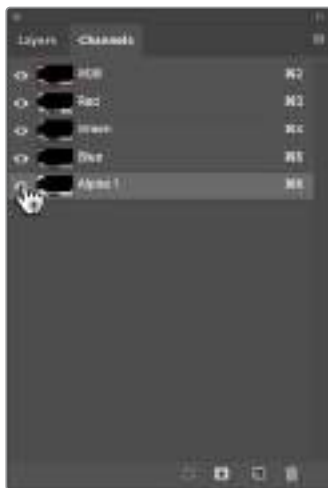 Layers Channels
RGB ⌘2
Red ⌘3
Green ⌘4
Blue ⌘5
Alpha 1 ⌘6